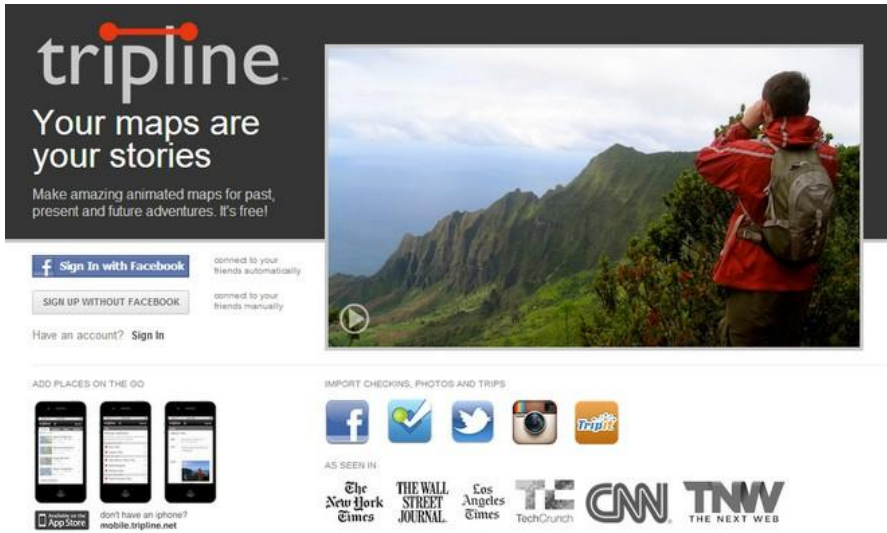 tripline
Your maps are
your stories
Make amazing animated maps for past,
present and future adventures. It's free!
f Sign In with Facebook
connect to your
friends automatically
SIGN UP WITHOUT FACEBOOK
connect to your
friends manually
Have an account? Sign In
ADD PLACES ON THE GO
Available on the
App Store
don't have an iphone?
mobile.tripline.net
IMPORT CHECKINS, PHOTOS AND TRIPS
f
TripIt
AS SEEN IN
The
New York
Times
THE WALL
STREET
JOURNAL.
Los
Angeles
Times
TC
TechCrunch
CNN
TNW
THE NEXT WEB